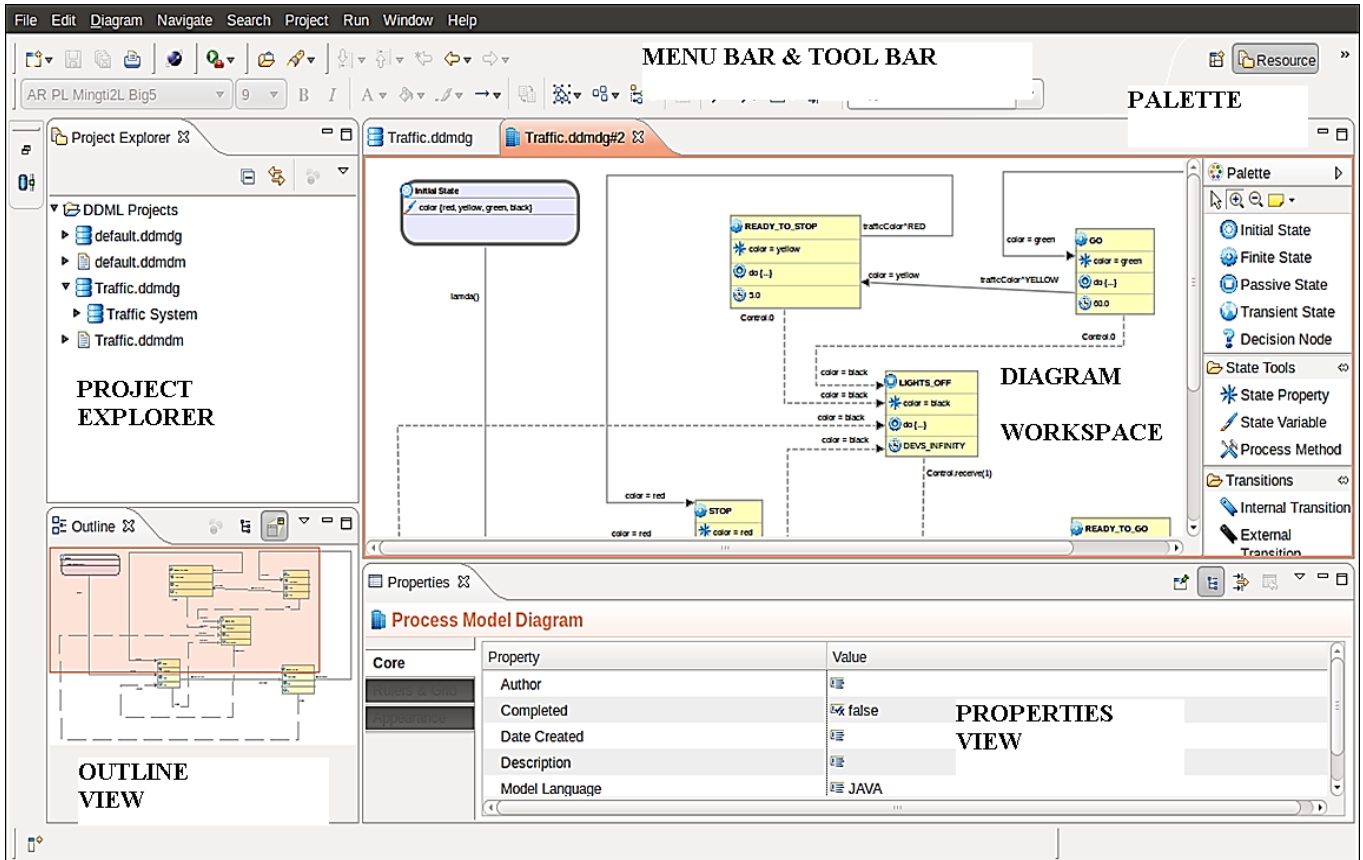 File Edit Diagram Navigate Search Project Run Window Help
MENU BAR & TOOL BAR
Resource
»
AR PL Mingti2L Big5
9
B I A
PALETTE
Project Explorer
DDML Projects
default.ddmdg
default.ddmdm
Traffic.ddmdg
Traffic System
Traffic.ddmdm
PROJECT
EXPLORER
Outline
OUTLINE
VIEW
Traffic.ddmdg
Traffic.ddmdg#2
Initial State
color {red, yellow, green, black}
lamda()
READY_TO_STOP
color = yellow
do {...}
5.0
Control.0
trafficColor^RED
color = yellow
trafficColor^YELLOW
color = green
GO
color = green
do {...}
60.0
Control.0
color = black
color = black
color = black
color = black
LIGHTS_OFF
color = black
do {...}
DEVS_INFINITY
Control.receive(1)
DIAGRAM
WORKSPACE
color = red
color = red
STOP
color = red
READY_TO_GO
Palette
Initial State
Finite State
Passive State
Transient State
Decision Node
State Tools
State Property
State Variable
Process Method
Transitions
Internal Transition
External
Transition
Properties
Process Model Diagram
Core
Rulers & Grid
Appearance
Property Value
Author
Completed false
Date Created
Description
Model Language JAVA
PROPERTIES
VIEW